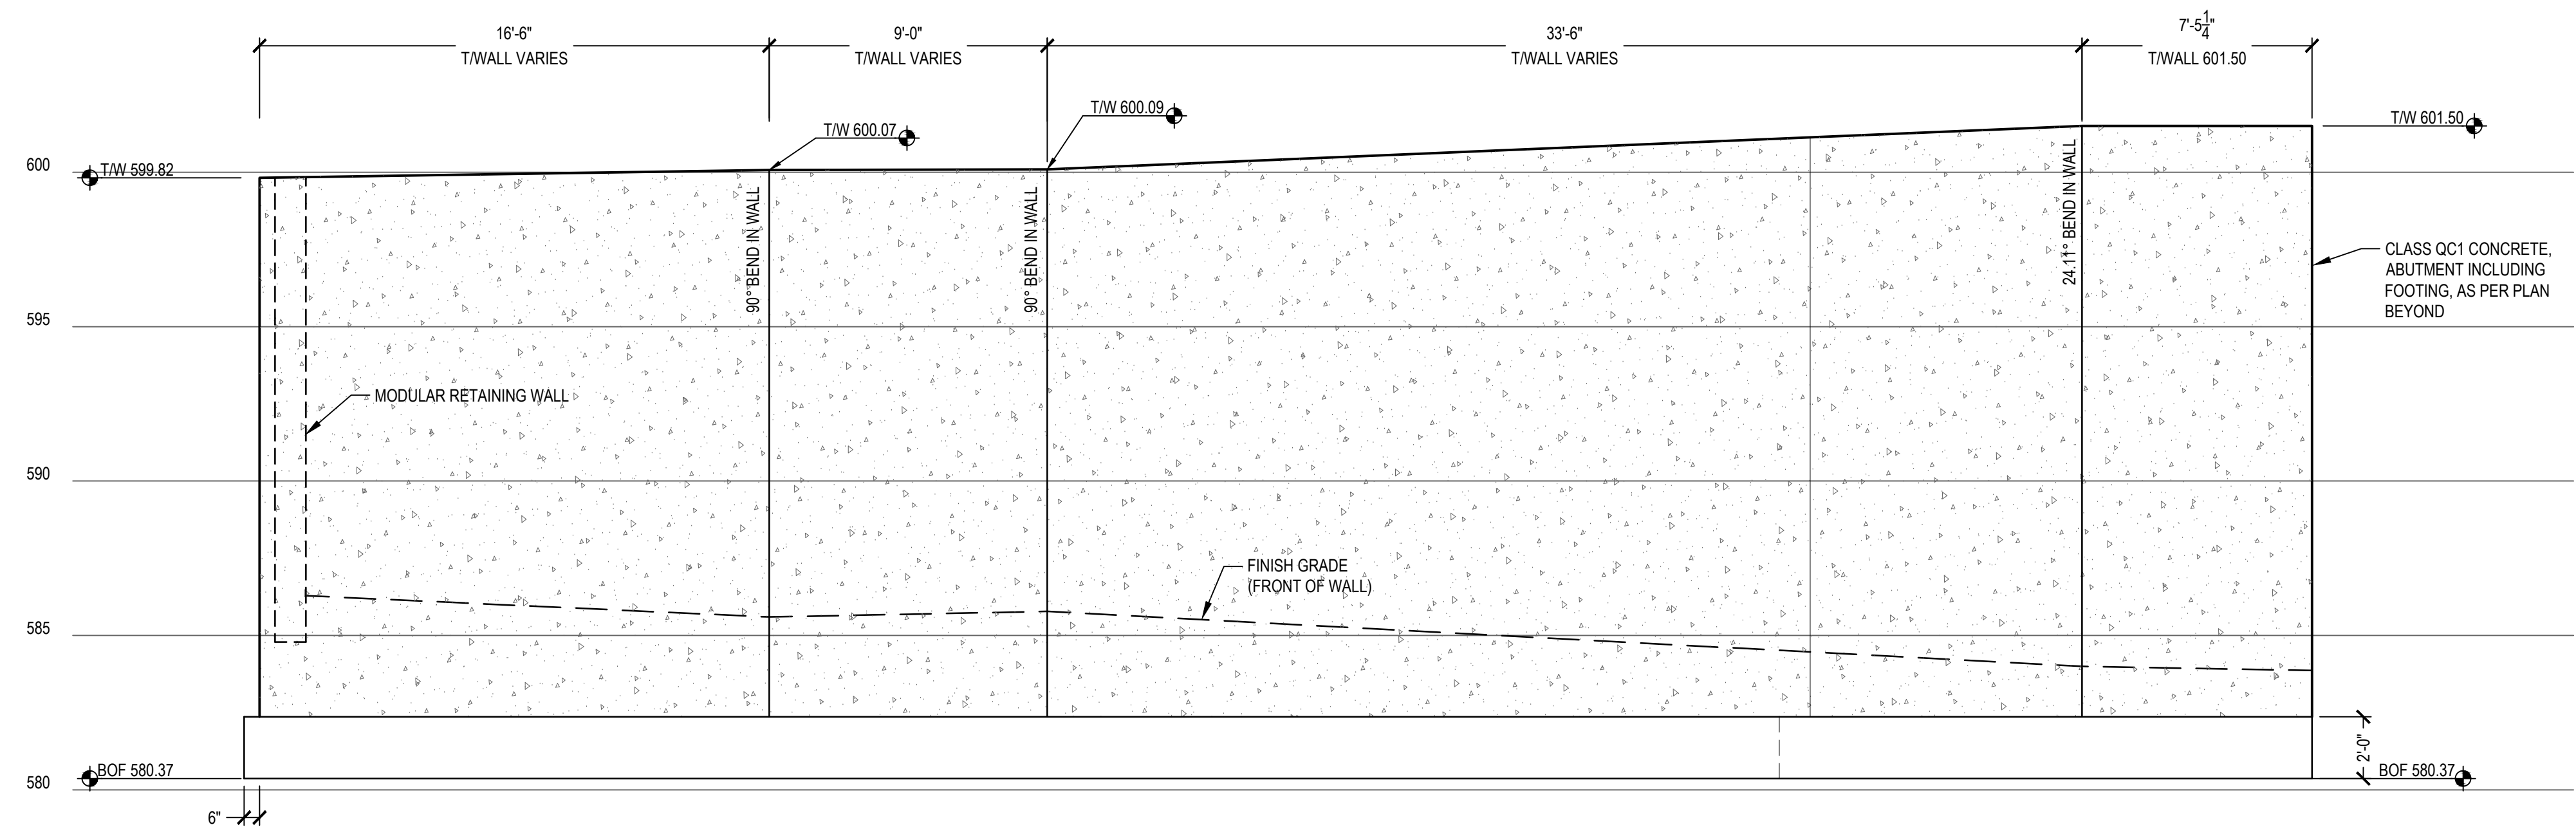 16'-6"
T/WALL VARIES
9'-0"
T/WALL VARIES
33'-6"
T/WALL VARIES
7'-5 1/4"
T/WALL 601.50
T/W 600.07
T/W 600.09
T/W 601.50
600
T/W 599.82
90° BEND IN WALL
90° BEND IN WALL
24.11° BEND IN WALL
CLASS QC1 CONCRETE,
ABUTMENT INCLUDING
FOOTING, AS PER PLAN
BEYOND
595
MODULAR RETAINING WALL
590
FINISH GRADE
(FRONT OF WALL)
585
2'-0"
BOF 580.37
BOF 580.37
580
6"